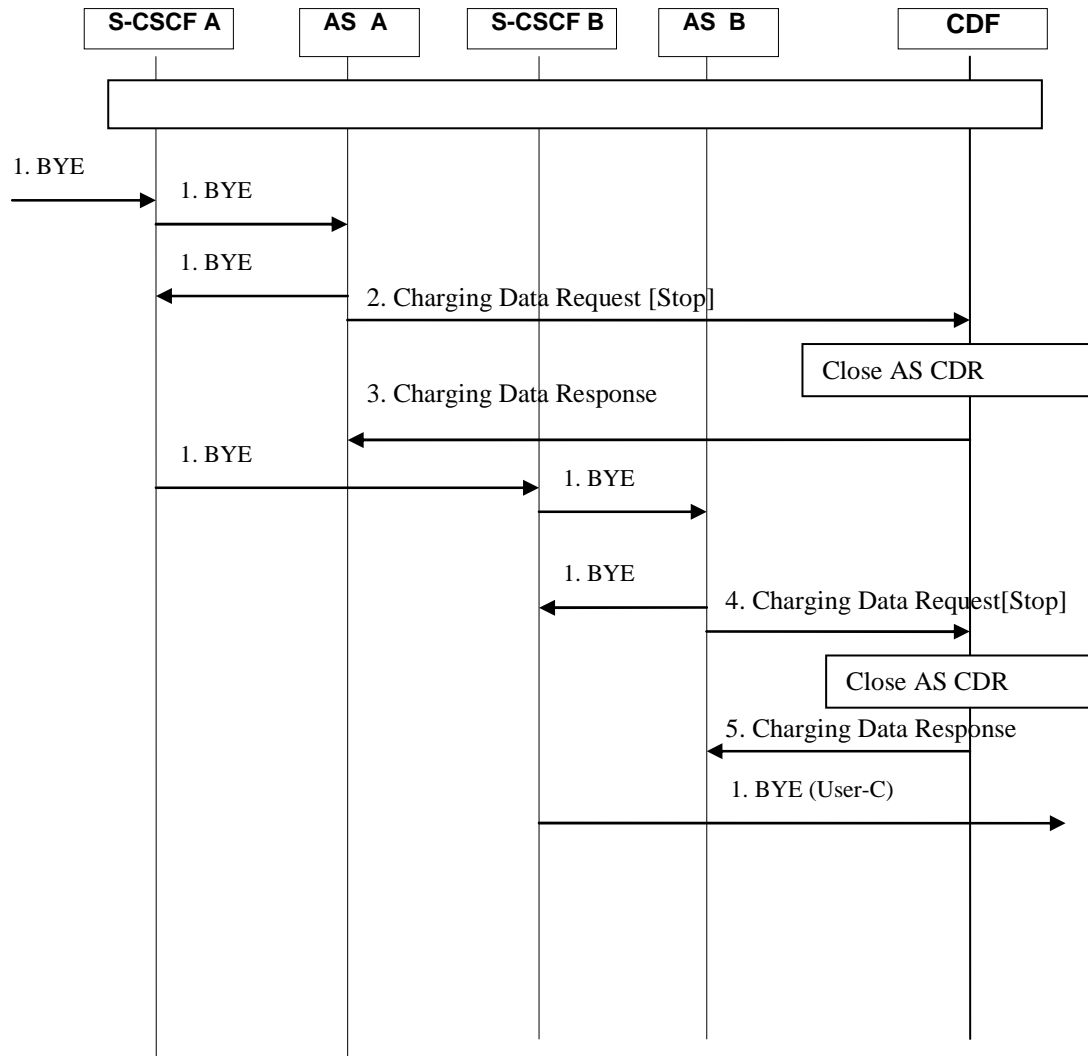 S-CSCF A
AS A
S-CSCF B
AS B
CDF
1. BYE
1. BYE
1. BYE
2. Charging Data Request [Stop]
Close AS CDR
3. Charging Data Response
1. BYE
1. BYE
1. BYE
4. Charging Data Request[Stop]
Close AS CDR
5. Charging Data Response
1. BYE (User-C)